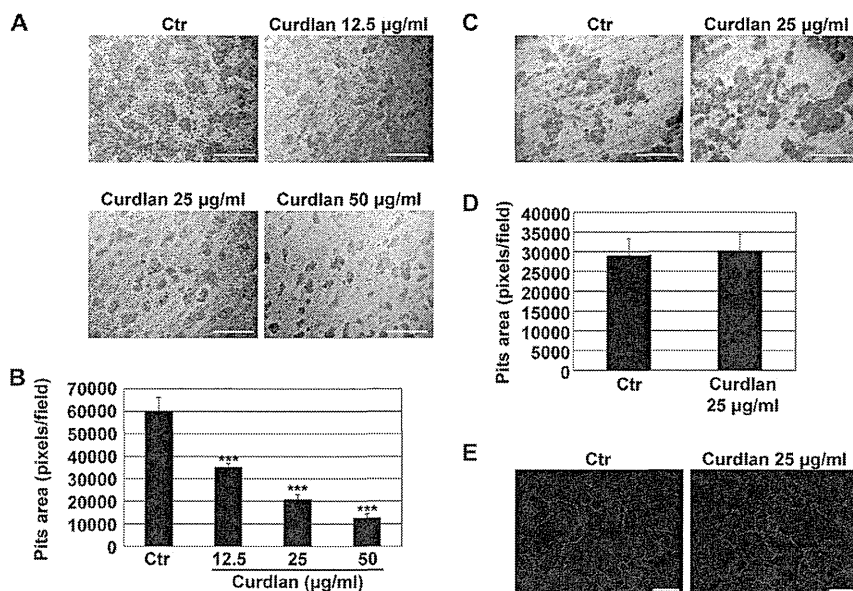 A
Ctr
Curdlan 12.5 µg/ml
Curdlan 25 µg/ml
Curdlan 50 µg/ml
B
Pits area (pixels/field)
70000
60000
50000
40000
30000
20000
10000
0
***
***
***
Ctr
12.5
25
50
Curdlan (µg/ml)
C
Ctr
Curdlan 25 µg/ml
D
Pits area (pixels/field)
40000
35000
30000
25000
20000
15000
10000
5000
0
Ctr
Curdlan
25 µg/ml
E
Ctr
Curdlan 25 µg/ml